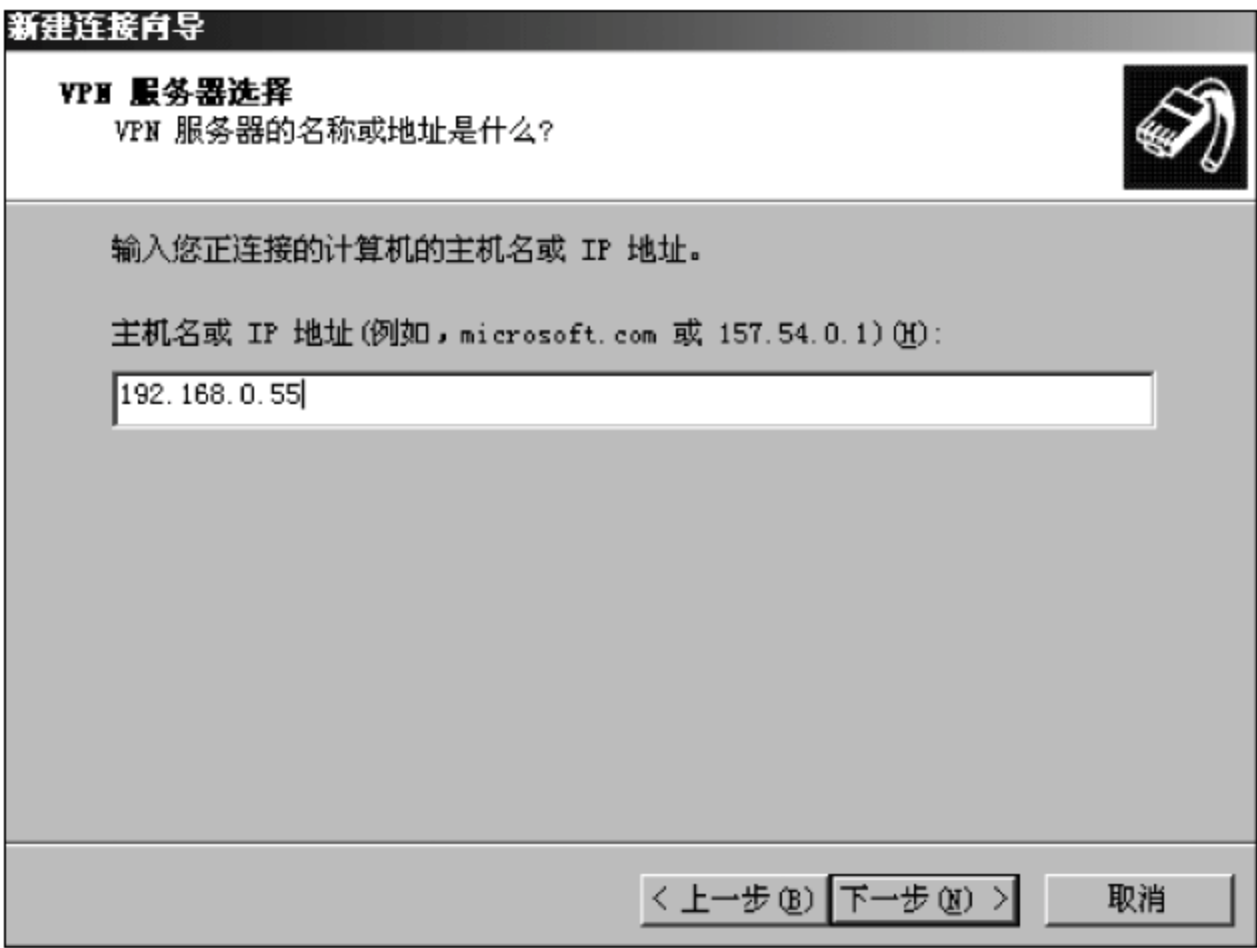 新建连接向导
VPN 服务器选择
VPN 服务器的名称或地址是什么?
输入您正连接的计算机的主机名或 IP 地址。
主机名或 IP 地址(例如，microsoft.com 或 157.54.0.1)(H):
192.168.0.55
< 上一步(B) 下一步(N) > 取消